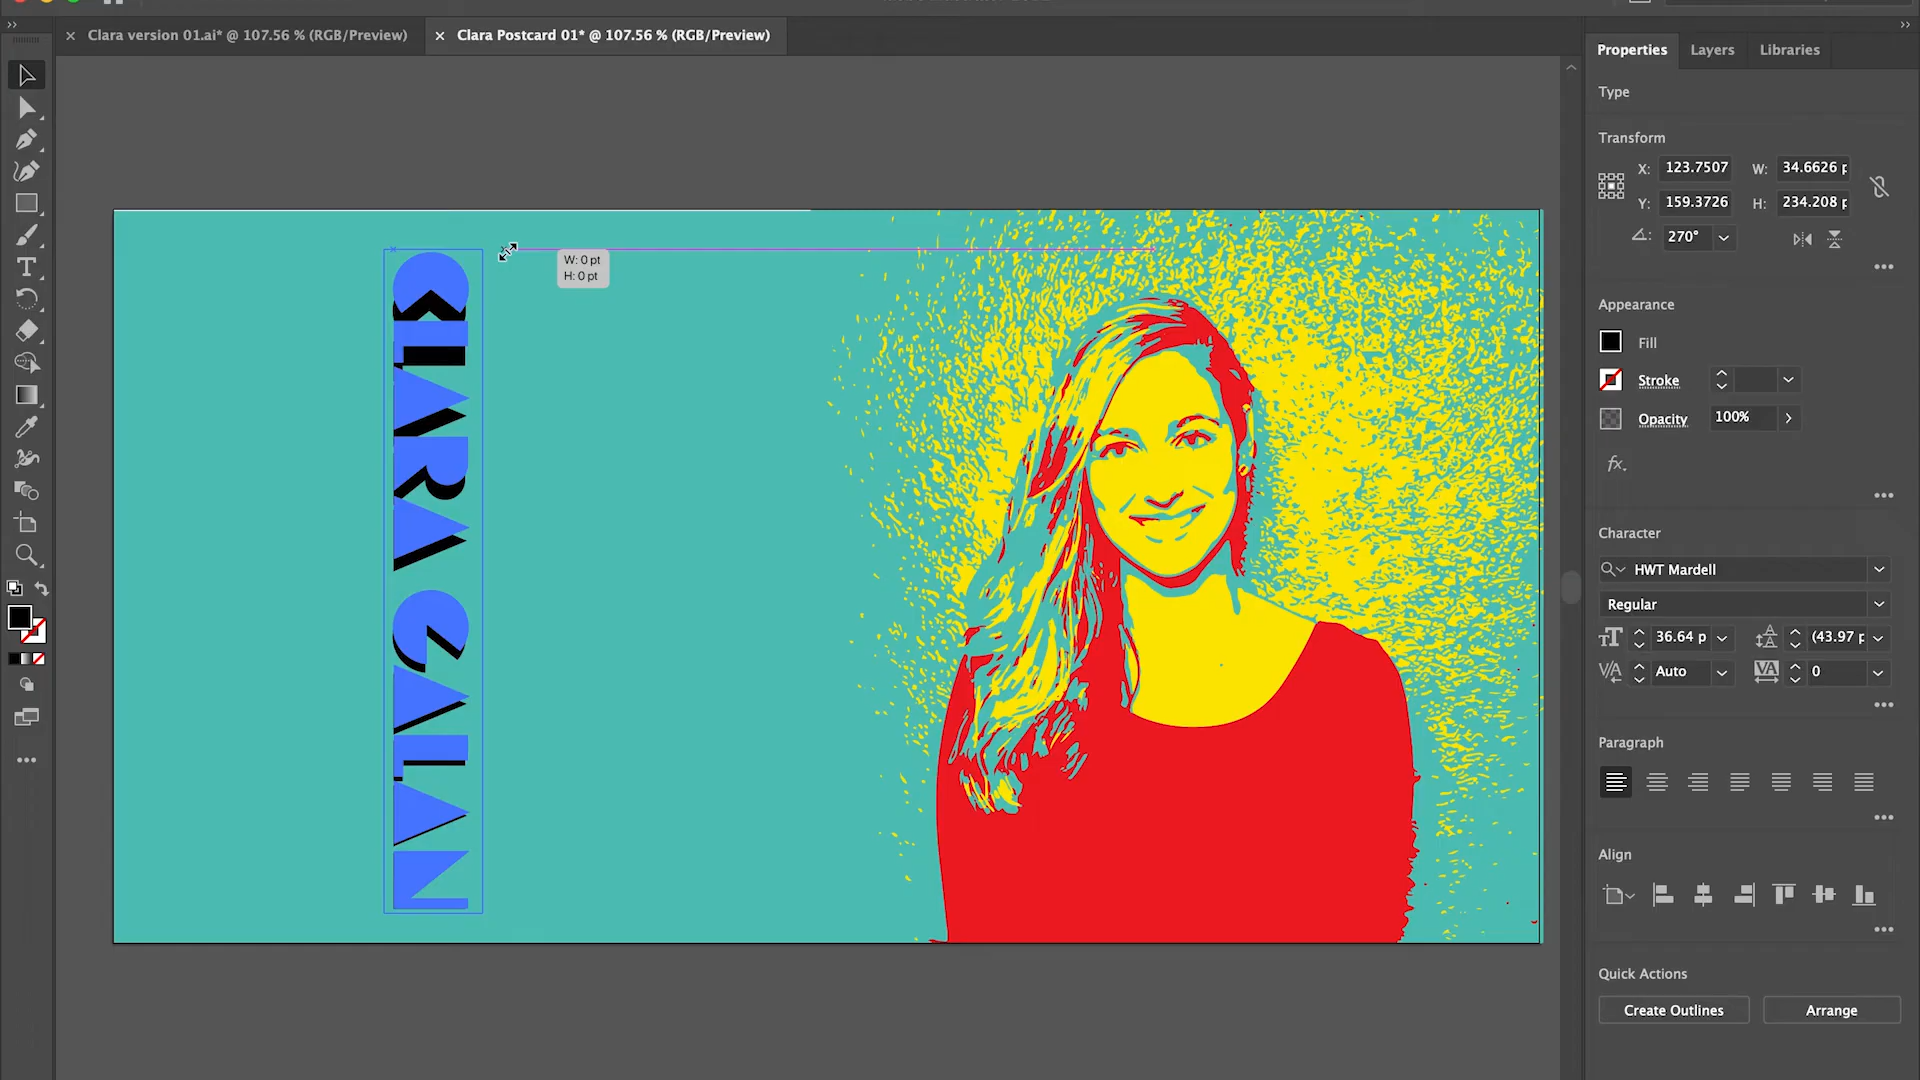 Clara version 01.ai* @ 107.56 % (RGB/Preview)
Clara Postcard 01* @ 107.56 % (RGB/Preview)
Properties
Layers
Libraries
Type
Transform
X: 123.7507
W: 34.6626 p
Y: 159.3726
H: 234.208 p
270°
CLARA GALAN
W: 0 pt
H: 0 pt
Appearance
Fill
Stroke
Opacity
100%
fx.
Character
HWT Mardell
Regular
36.64 p
(43.97 p
Auto
0
Paragraph
Align
Quick Actions
Create Outlines
Arrange